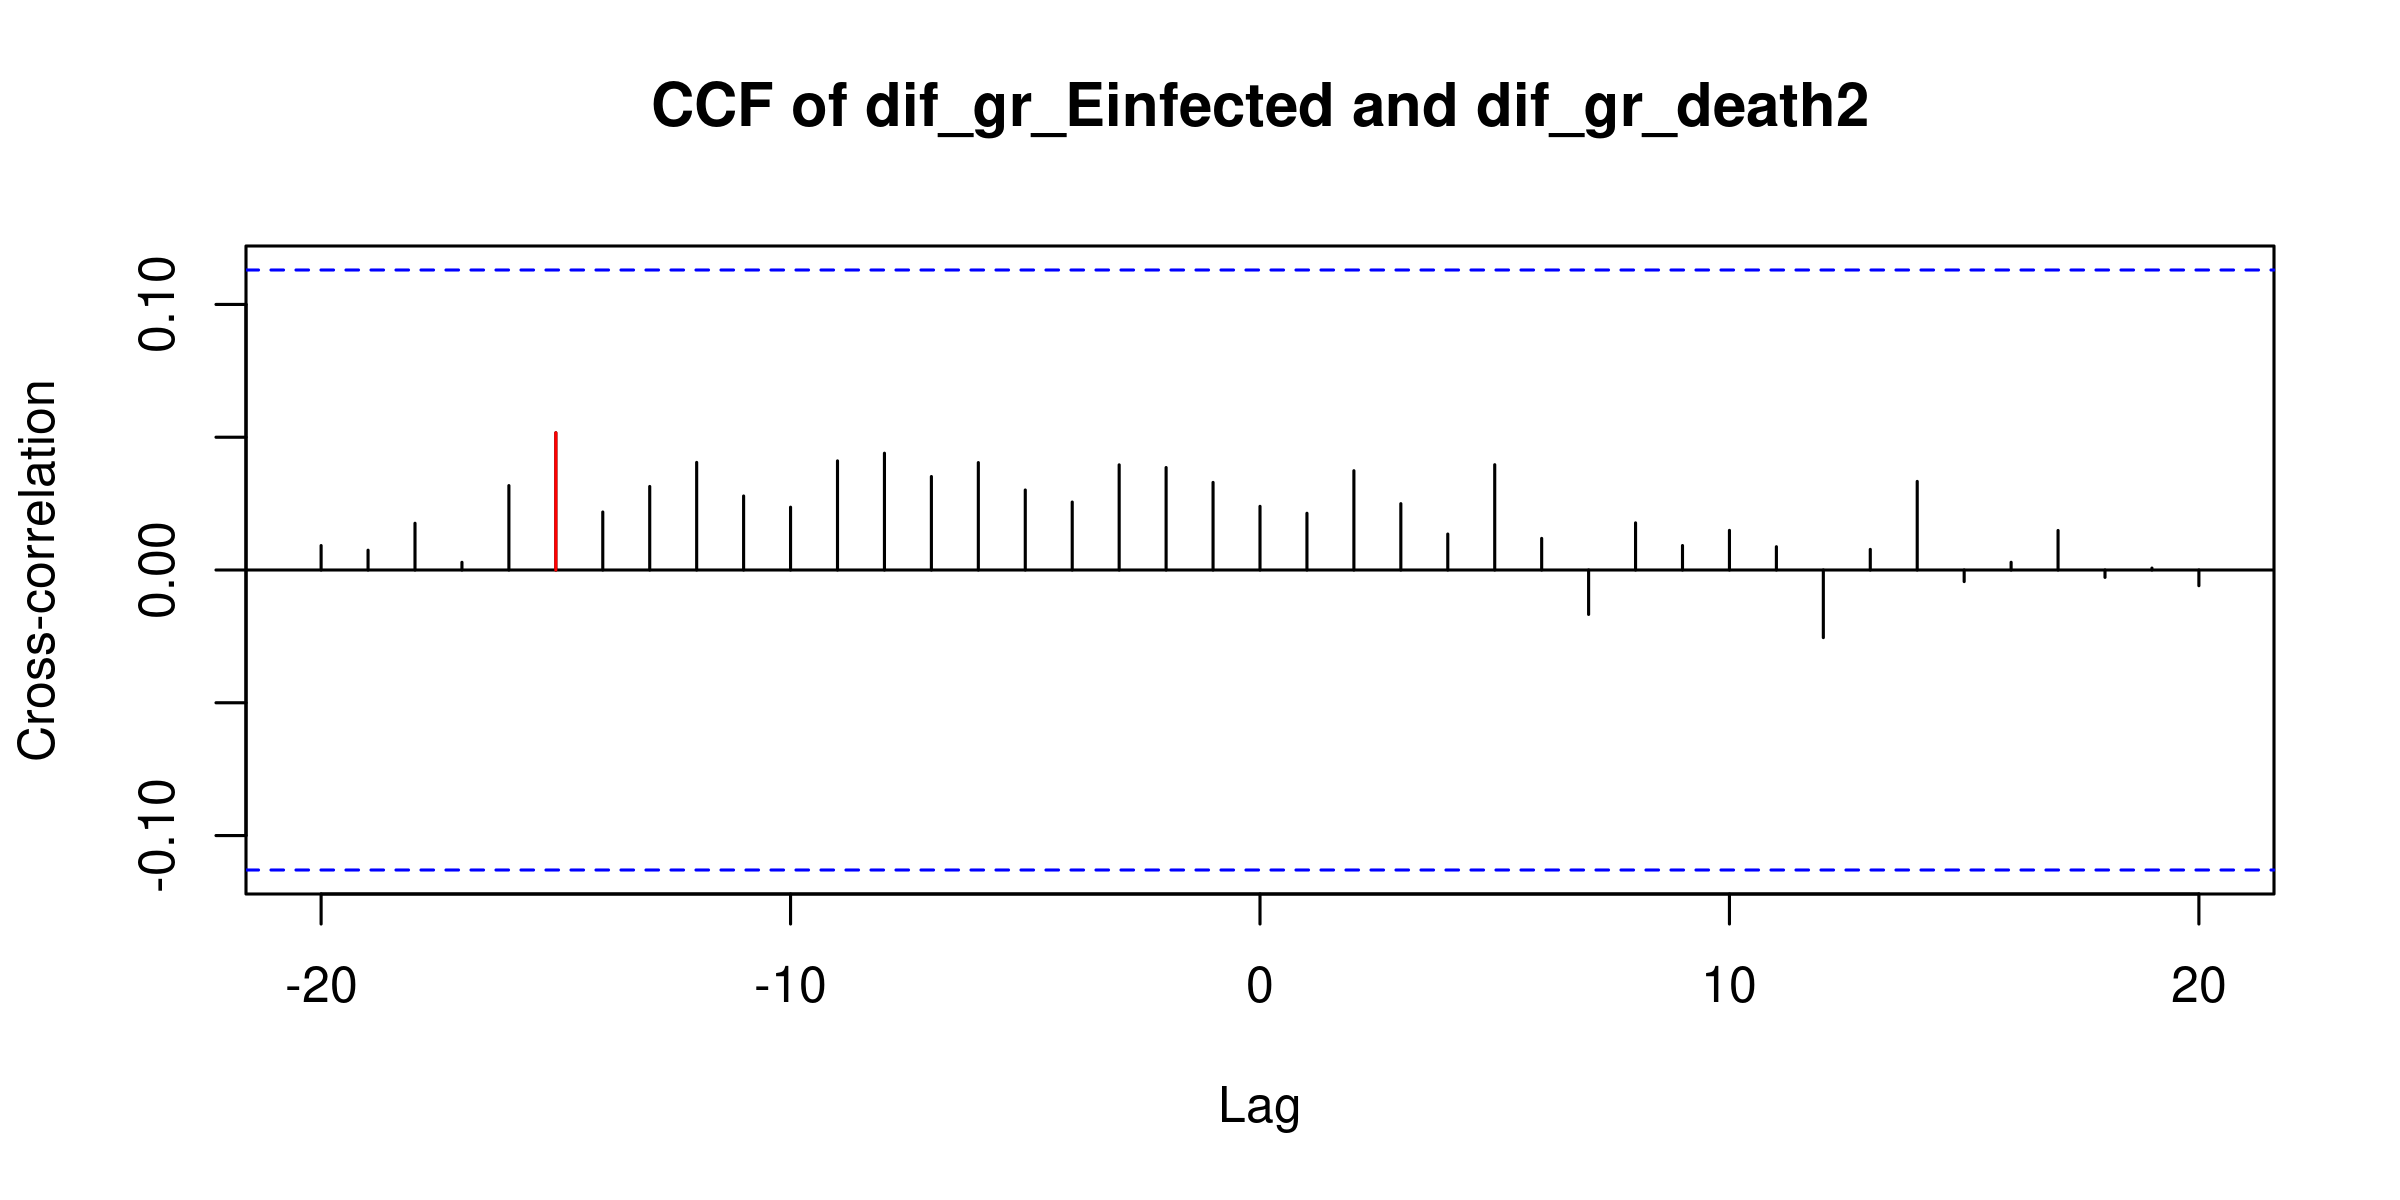 CCF of dif_gr_Einfected and dif_gr_death2
Cross-correlation
0.10
0.00
-0.10
-20 -10 0 10 20
Lag